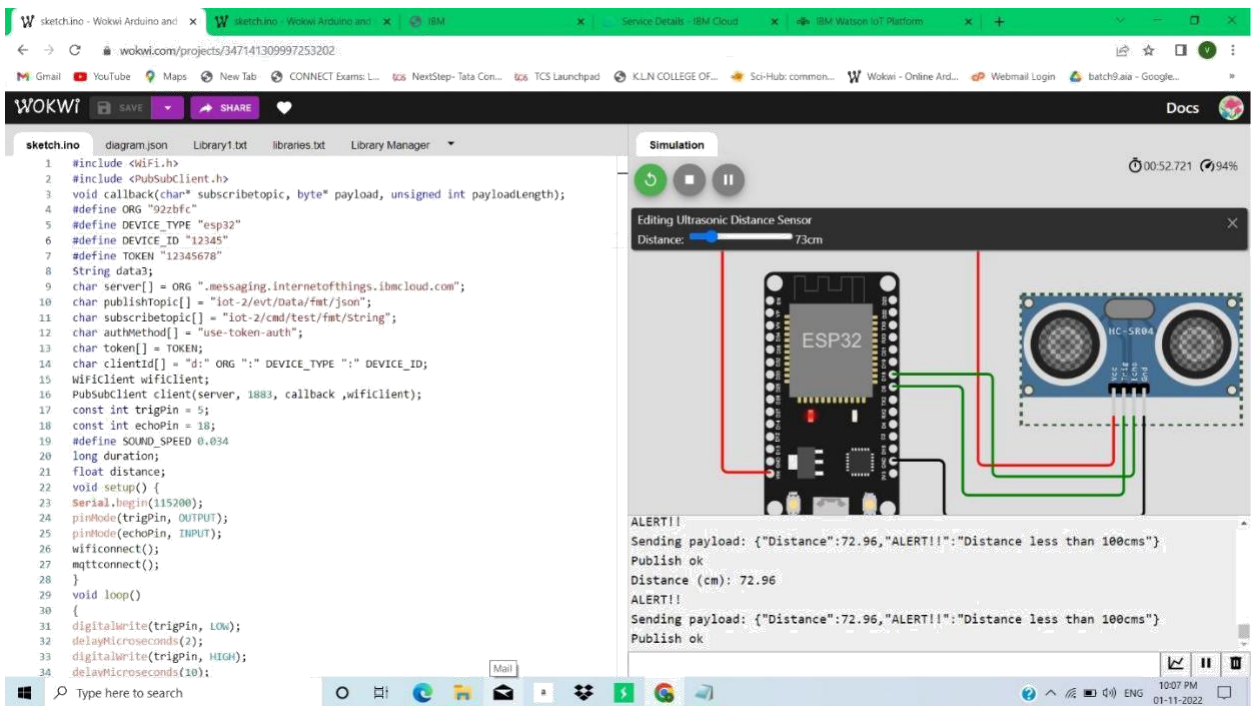 sketch.ino - Wokwi Arduino and
sketch.ino - Wokwi Arduino and
IBM
Service Details - IBM Cloud
IBM Watson IoT Platform
wokwi.com/projects/347141309997253202
V
Gmail YouTube Maps New Tab CONNECT Exams: L... NextStep- Tata Con... TCS Launchpad K.L.N COLLEGE OF... Sci-Hub: common... Wokwi - Online Ard... Webmail Login batch9.aia - Google... »
WOKWI SAVE SHARE Docs
sketch.ino diagram.json Library1.txt libraries.txt Library Manager
1 #include <WiFi.h>
2 #include <PubSubClient.h>
3 void callback(char* subscribetopic, byte* payload, unsigned int payloadLength);
4 #define ORG "92zbfc"
5 #define DEVICE_TYPE "esp32"
6 #define DEVICE_ID "12345"
7 #define TOKEN "12345678"
8 String data3;
9 char server[] = ORG ".messaging.internetofthings.ibmcloud.com";
10 char publishTopic[] = "iot-2/evt/Data/fmt/json";
11 char subscribetopic[] = "iot-2/cmd/test/fmt/String";
12 char authMethod[] = "use-token-auth";
13 char token[] = TOKEN;
14 char clientId[] = "d:" ORG ":" DEVICE_TYPE ":" DEVICE_ID;
15 WiFiClient wifiClient;
16 PubSubClient client(server, 1883, callback ,wifiClient);
17 const int trigPin = 5;
18 const int echoPin = 18;
19 #define SOUND_SPEED 0.034
20 long duration;
21 float distance;
22 void setup() {
23 Serial.begin(115200);
24 pinMode(trigPin, OUTPUT);
25 pinMode(echoPin, INPUT);
26 wificonnect();
27 mqttconnect();
28 }
29 void loop()
30 {
31 digitalWrite(trigPin, LOW);
32 delayMicroseconds(2);
33 digitalWrite(trigPin, HIGH);
34 delayMicroseconds(10);
Simulation
00:52.721 94%
Editing Ultrasonic Distance Sensor
Distance: 73cm
ESP32
HC-SR04
Vcc
Trig
Echo
Gnd
ALERT!!
Sending payload: {"Distance":72.96,"ALERT!!":"Distance less than 100cms"}
Publish ok
Distance (cm): 72.96
ALERT!!
Sending payload: {"Distance":72.96,"ALERT!!":"Distance less than 100cms"}
Publish ok
Mail
Type here to search
ENG
10:07 PM
01-11-2022